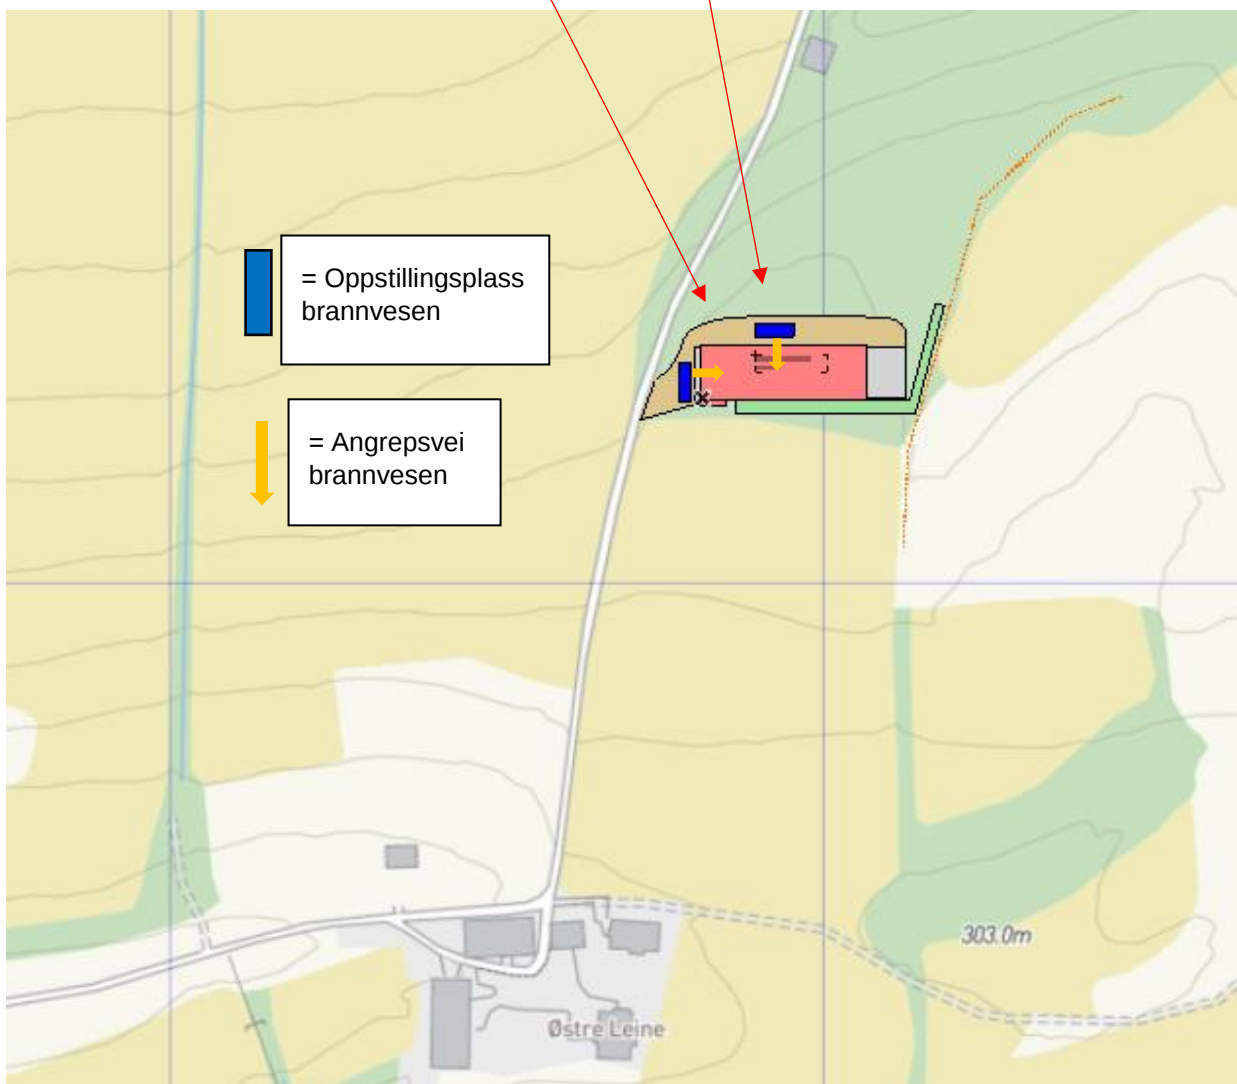 = Oppstillingsplass
brannvesen
= Angrepsvei
brannvesen
303.0m
Østre Leine